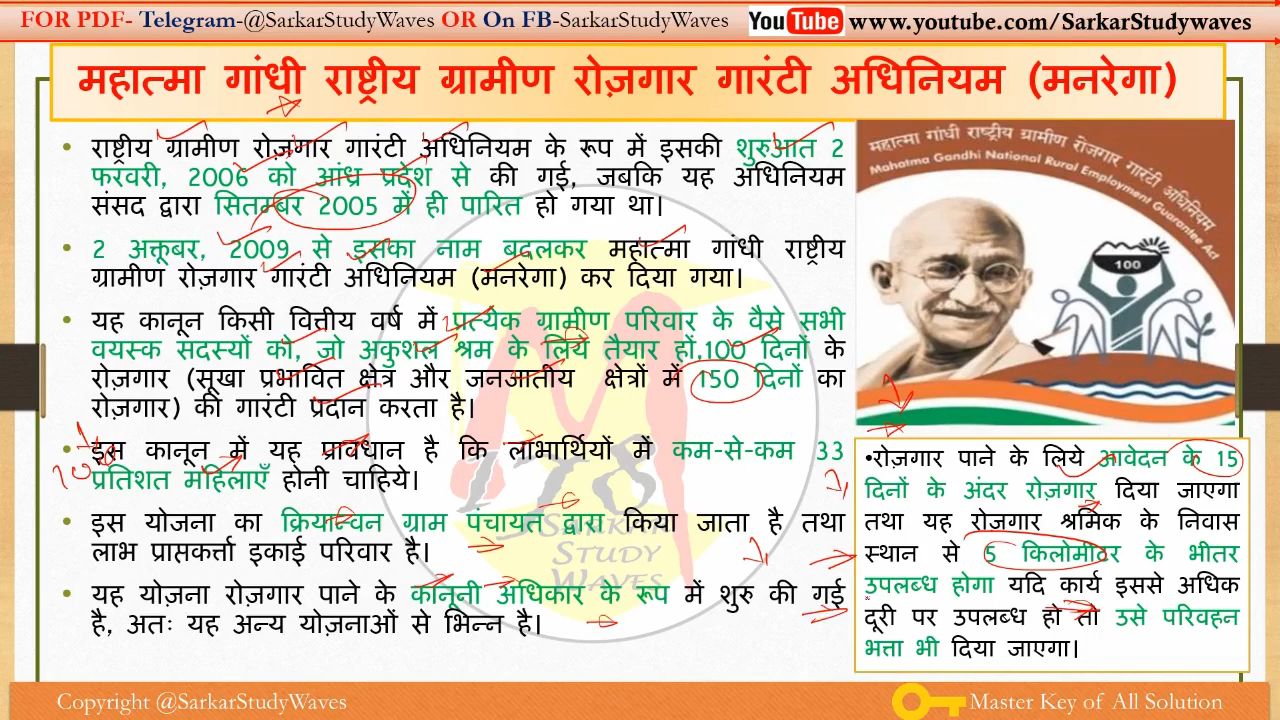 FOR PDF- Telegram-@SarkarStudyWaves OR On FB-SarkarStudyWaves
YouTube
www.youtube.com/SarkarStudywaves
महात्मा गांधी राष्ट्रीय ग्रामीण रोज़गार गारंटी अधिनियम (मनरेगा)
• राष्ट्रीय ग्रामीण रोज़गार गारंटी अधिनियम के रूप में इसकी शुरुआत 2
फरवरी, 2006 को आंध्र प्रदेश से की गई, जबकि यह अधिनियम
संसद द्वारा सितम्बर 2005 में ही पारित हो गया था।
• 2 अक्तूबर, 2009 से इसका नाम बदलकर महात्मा गांधी राष्ट्रीय
ग्रामीण रोज़गार गारंटी अधिनियम (मनरेगा) कर दिया गया।
• यह कानून किसी वित्तीय वर्ष में प्रत्येक ग्रामीण परिवार के वैसे सभी
वयस्क सदस्यों को, जो अकुशल श्रम के लिये तैयार हों,100 दिनों के
रोज़गार (सूखा प्रभावित क्षेत्र और जनजातीय क्षेत्रों में 150 दिनों का
रोज़गार) की गारंटी प्रदान करता है।
• इस कानून में यह प्रावधान है कि लाभार्थियों में कम-से-कम 33
प्रतिशत महिलाएँ होनी चाहिये।
• इस योजना का क्रियान्वन ग्राम पंचायत द्वारा किया जाता है तथा
लाभ प्राप्तकर्त्ता इकाई परिवार है।
• यह योज़ना रोज़गार पाने के कानूनी अधिकार के रूप में शुरु की गई
है, अतः यह अन्य योज़नाओं से भिन्न है।
महात्मा गांधी राष्ट्रीय ग्रामीण रोज़गार गारंटी अधिनियम
Mahatma Gandhi National Rural Employment Guarantee Act
100
•रोज़गार पाने के लिये आवेदन के 15
दिनों के अंदर रोज़गार दिया जाएगा
तथा यह रोजगार श्रमिक के निवास
स्थान से 5 किलोमीटर के भीतर
उपलब्ध होगा यदि कार्य इससे अधिक
दूरी पर उपलब्ध हो तो उसे परिवहन
भत्ता भी दिया जाएगा।
SARKAR
STUDY
WAVES
Copyright @SarkarStudyWaves
Master Key of All Solution